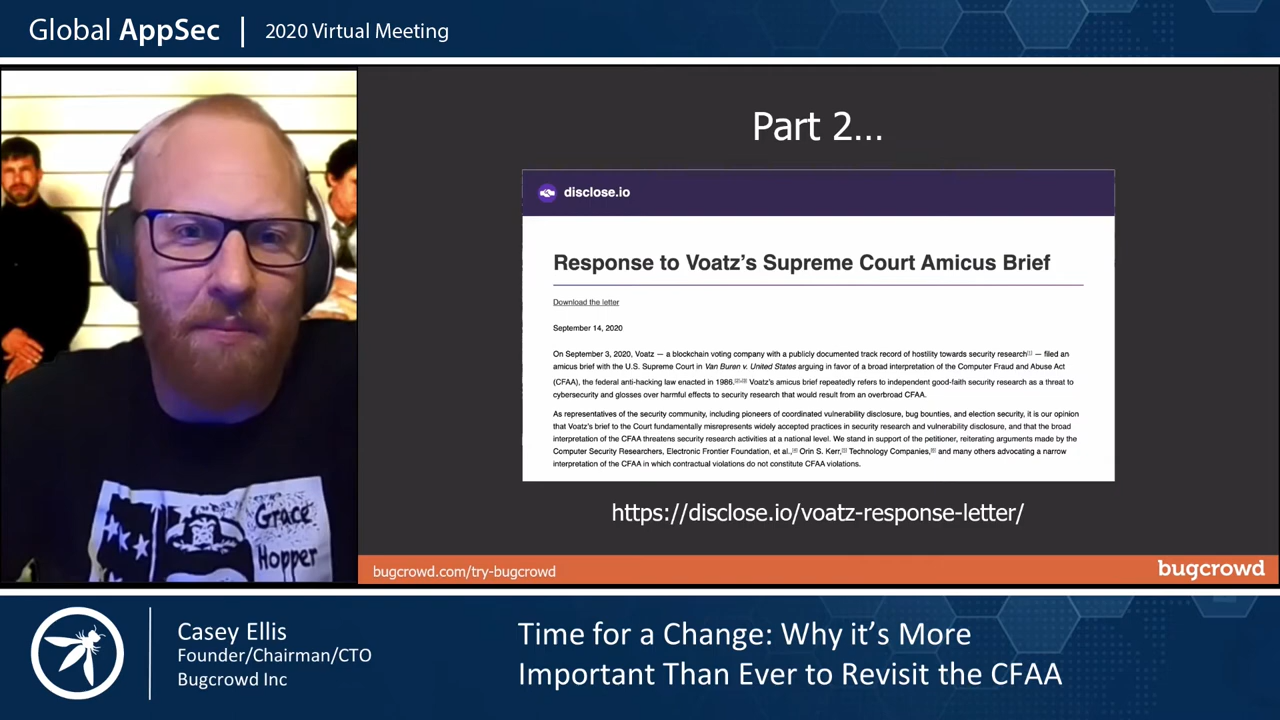 Global AppSec | 2020 Virtual Meeting
Part 2...
disclose.io
Response to Voatz's Supreme Court Amicus Brief
Download the letter
September 14, 2020
On September 3, 2020, Voatz — a blockchain voting company with a publicly documented track record of hostility towards security research[1] — filed an
amicus brief with the U.S. Supreme Court in Van Buren v. United States arguing in favor of a broad interpretation of the Computer Fraud and Abuse Act
(CFAA), the federal anti-hacking law enacted in 1986.[2],[3] Voatz's amicus brief repeatedly refers to independent good-faith security research as a threat to
cybersecurity and glosses over harmful effects to security research that would result from an overbroad CFAA.
As representatives of the security community, including pioneers of coordinated vulnerability disclosure, bug bounties, and election security, it is our opinion
that Voatz's brief to the Court fundamentally misrepresents widely accepted practices in security research and vulnerability disclosure, and that the broad
interpretation of the CFAA threatens security research activities at a national level. We stand in support of the petitioner, reiterating arguments made by the
Computer Security Researchers, Electronic Frontier Foundation, et al.,[4] Orin S. Kerr,[5] Technology Companies,[6] and many others advocating a narrow
interpretation of the CFAA in which contractual violations do not constitute CFAA violations.
https://disclose.io/voatz-response-letter/
Grace
Hopper
bugcrowd.com/try-bugcrowd
bugcrowd
Casey Ellis
Founder/Chairman/CTO
Bugcrowd Inc
Time for a Change: Why it's More
Important Than Ever to Revisit the CFAA